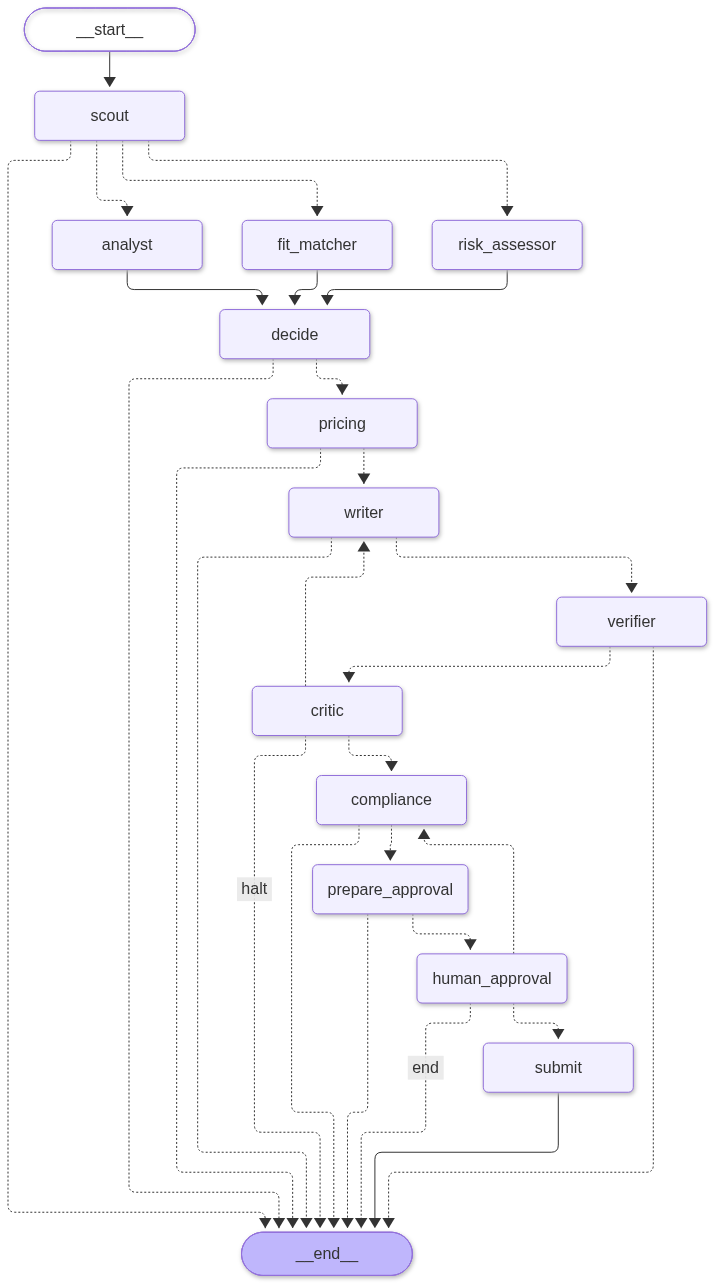 __start__
scout
analyst
fit_matcher
risk_assessor
decide
pricing
writer
verifier
critic
compliance
halt
prepare_approval
human_approval
end
submit
__end__